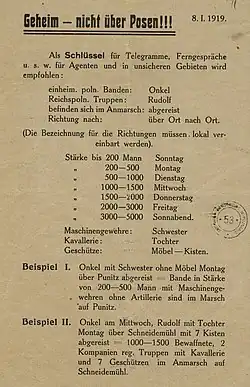 Geheim — nicht über Posen!!!
8. I. 1919.
Als Schlüssel für Telegramme, Ferngespräche
u. s. w. für Agenten und in unsicheren Gebieten wird
empfohlen:
einheim. poln. Banden: Onkel
Reichspoln. Truppen: Rudolf
befinden sich im Anmarsch: abgereist
Richtung nach: über Ort nach Ort.
(Die Bezeichnung für die Richtungen müssen lokal ver-
einbart werden).
Stärke bis 200 Mann Sonntag
„ 200—500 Montag
„ 500—1000 Dienstag
„ 1000—1500 Mittwoch
„ 1500—2000 Donnerstag
„ 2000—3000 Freitag
„ 3000—5000 Sonnabend.
Maschinengewehre: Schwester
Kavallerie: Tochter
Geschütze: Möbel—Kisten.
Beispiel I. Onkel mit Schwester ohne Möbel Montag
über Punitz abgereist = Bande in Stärke
von 200—500 Mann mit Maschinenge-
wehren ohne Artillerie sind im Marsch
auf Punitz.
Beispiel II. Onkel am Mittwoch, Rudolf mit Tochter
Montag über Schneidemühl mit 7 Kisten
abgereist = 1000—1500 Bewaffnete, 2
Companien reg. Truppen mit Kavallerie
und 7 Geschützen im Anmarsch auf
Schneidemühl.